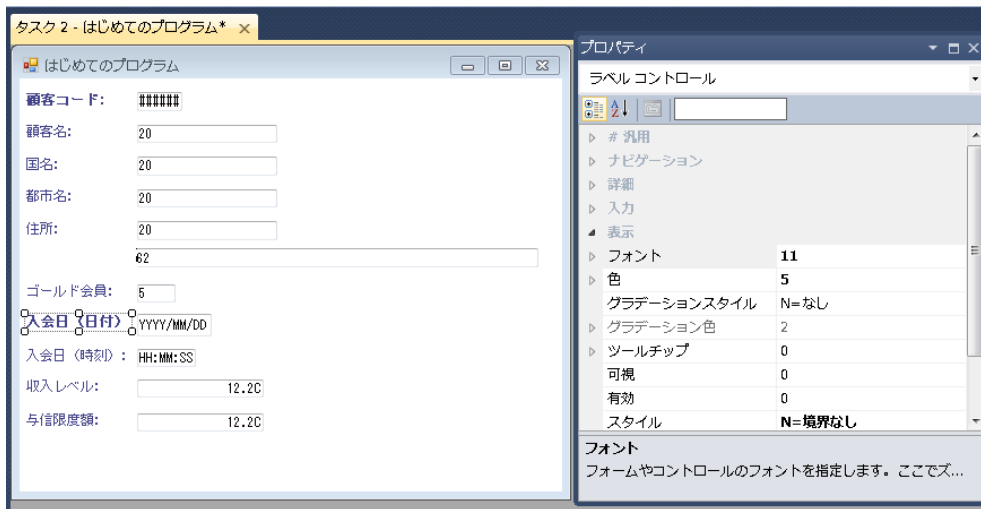 タスク 2 - はじめてのプログラム*
はじめてのプログラム
顧客コード: ######
顧客名: 20
国名: 20
都市名: 20
住所: 20
62
ゴールド会員: 5
入会日（日付） YYYY/MM/DD
入会日（時刻）: HH:MM:SS
収入レベル: 12.2C
与信限度額: 12.2C
プロパティ
ラベル コントロール
# 汎用
ナビゲーション
詳細
入力
表示
フォント 11
色 5
グラデーションスタイル N=なし
グラデーション色 2
ツールチップ 0
可視 0
有効 0
スタイル N=境界なし
フォント
フォームやコントロールのフォントを指定します。ここでズ...